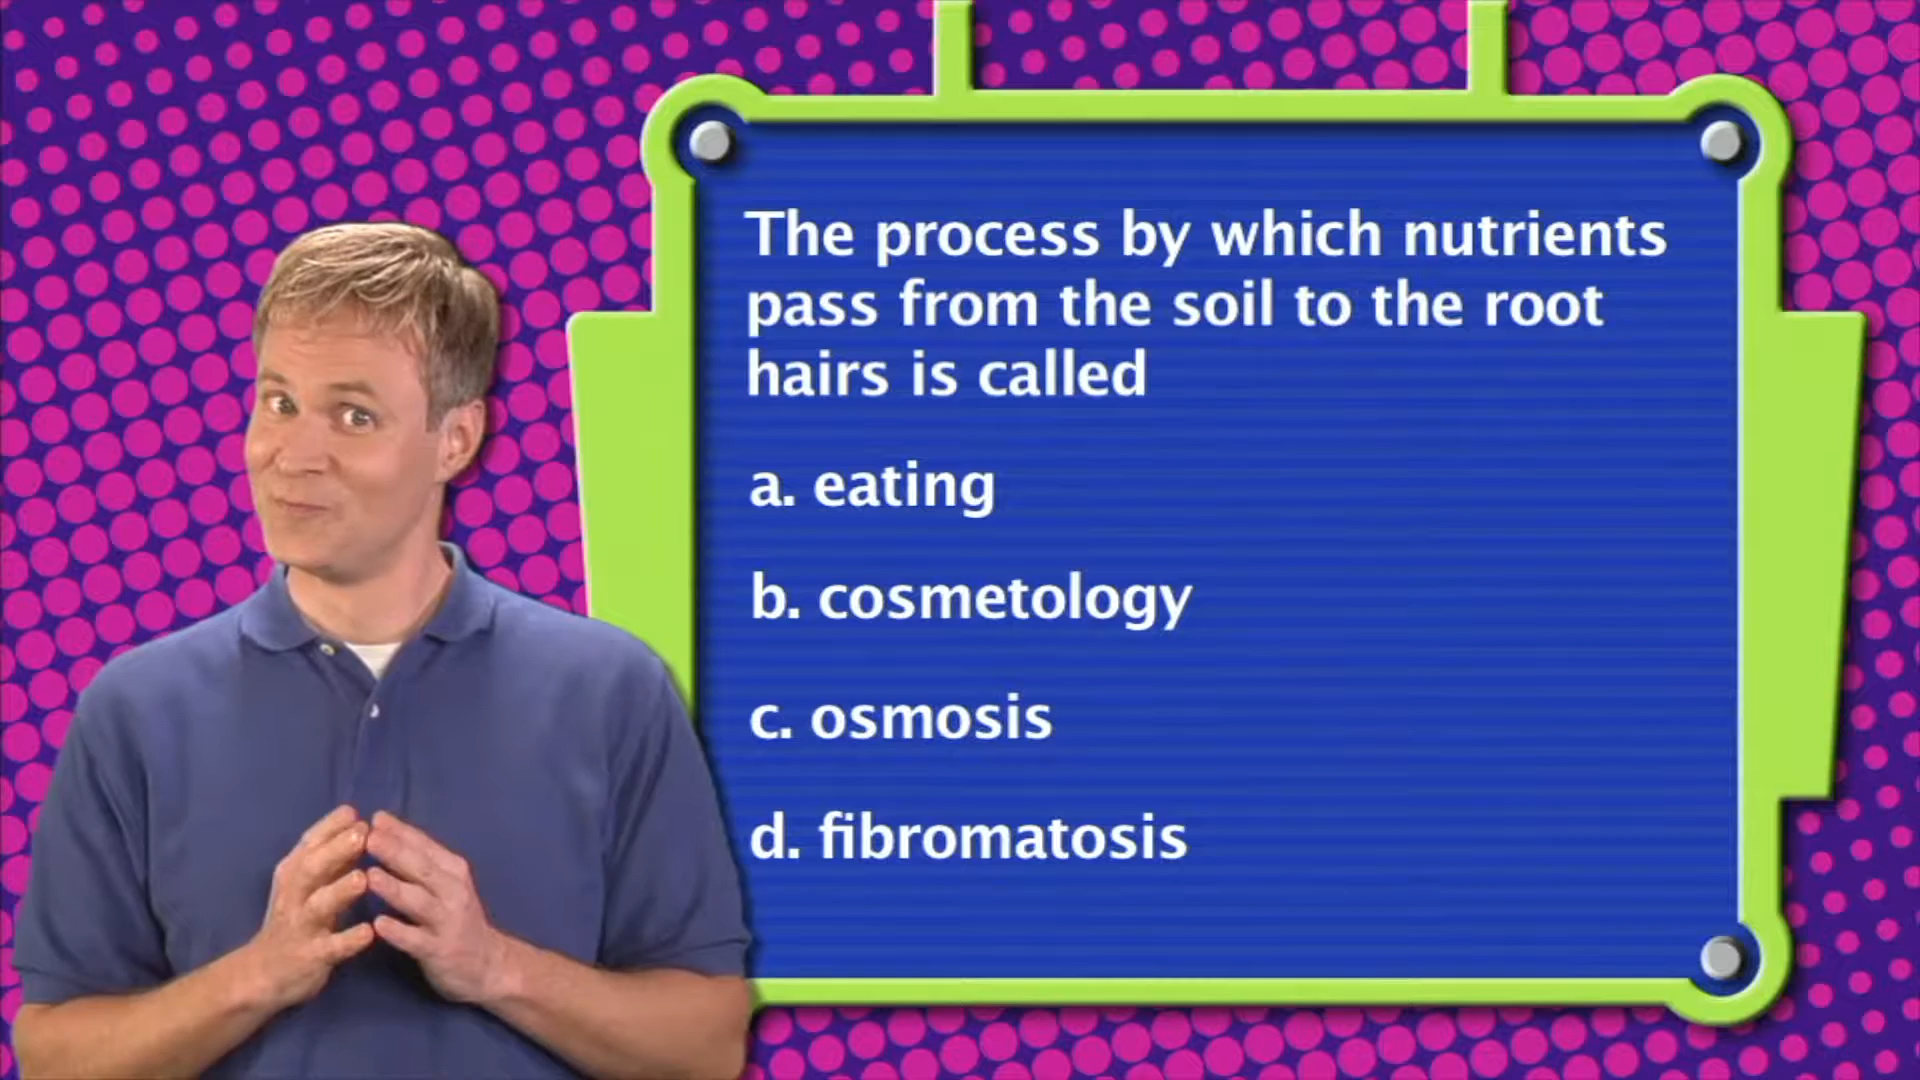 The process by which nutrients
pass from the soil to the root
hairs is called
a. eating
b. cosmetology
c. osmosis
d. fibromatosis